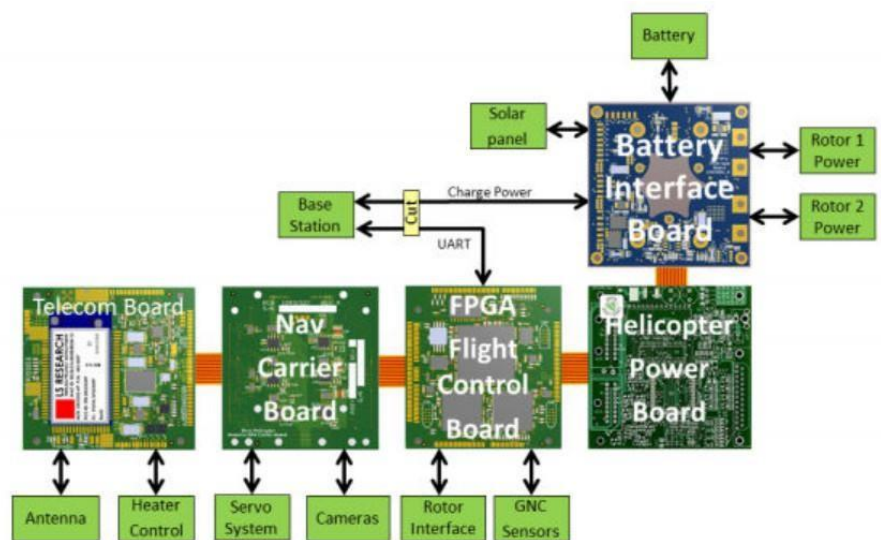 Battery
Solar
panel
Battery
Interface
Board
Rotor 1
Power
Rotor 2
Power
Base
Station
Cut
Charge Power
UART
Telecom Board
LS RESEARCH
Nav
Carrier
Board
FPGA
Flight
Control
Board
Helicopter
Power
Board
Antenna
Heater
Control
Servo
System
Cameras
Rotor
Interface
GNC
Sensors